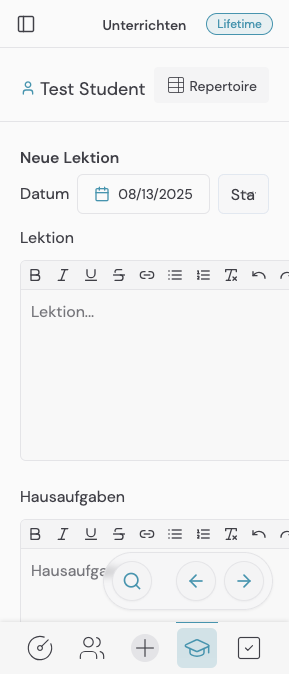 Unterrichten
Lifetime
Test Student
Repertoire
Neue Lektion
Datum
08/13/2025
Lektion
B I U S
Lektion...
Hausaufgaben
B I U S